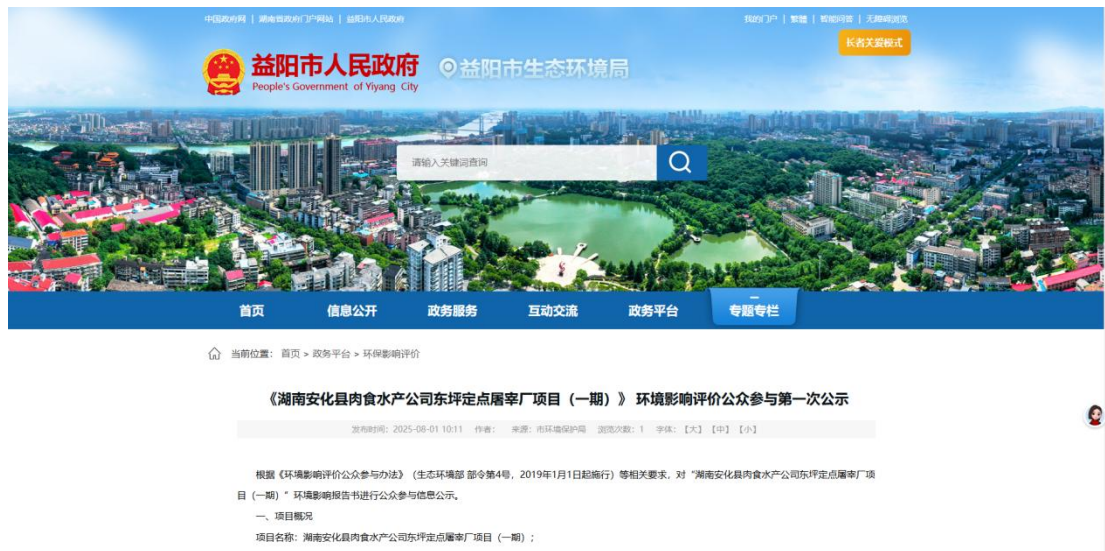 中国政府网 | 湖南省政府门户网站 | 益阳市人民政府
我的门户 | 繁體 | 智能问答 | 无障碍浏览
长者关爱模式
益阳市人民政府
People's Government of Yiyang City
益阳市生态环境局
请输入关键词查询
首页 信息公开 政务服务 互动交流 政务平台 专题专栏
当前位置： 首页 > 政务平台 > 环保影响评价
《湖南安化县肉食水产公司东坪定点屠宰厂项目（一期）》 环境影响评价公众参与第一次公示
发布时间：2025-08-01 10:11 作者： 来源：市环境保护局 浏览次数：1 字体：【大】【中】【小】
根据《环境影响评价公众参与办法》（生态环境部 部令第4号，2019年1月1日起施行）等相关要求，对“湖南安化县肉食水产公司东坪定点屠宰厂项
目（一期）”环境影响报告书进行公众参与信息公示。
一、项目概况
项目名称：湖南安化县肉食水产公司东坪定点屠宰厂项目（一期）;